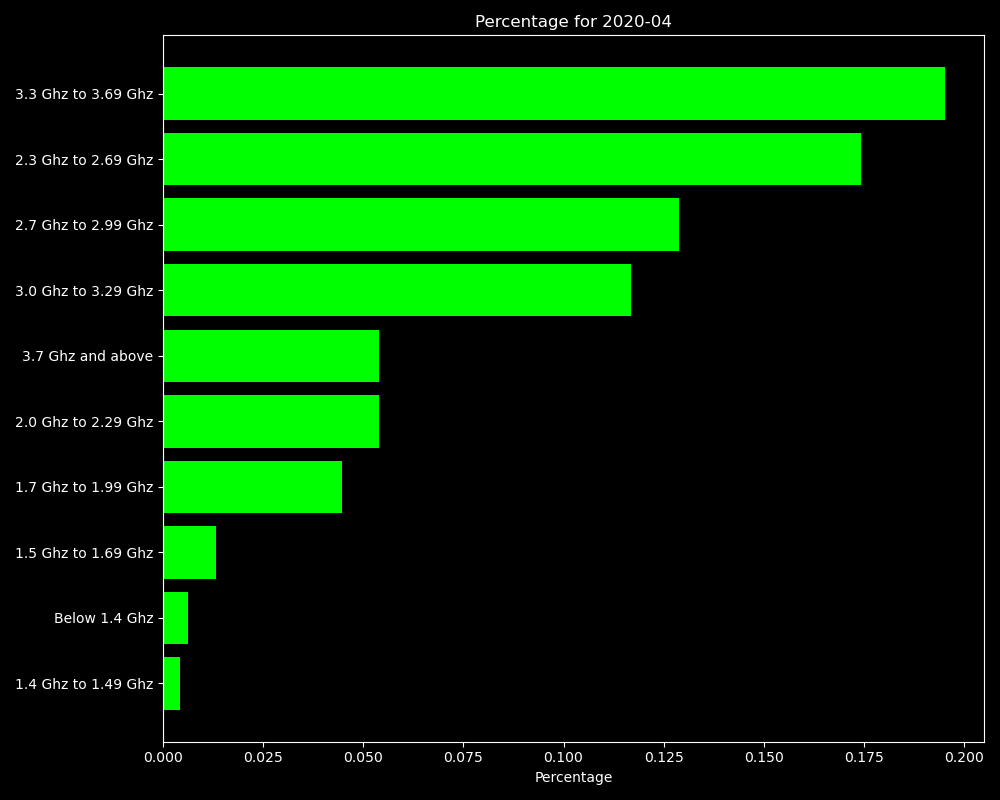 Percentage for 2020-04
3.3 Ghz to 3.69 Ghz
2.3 Ghz to 2.69 Ghz
2.7 Ghz to 2.99 Ghz
3.0 Ghz to 3.29 Ghz
3.7 Ghz and above
2.0 Ghz to 2.29 Ghz
1.7 Ghz to 1.99 Ghz
1.5 Ghz to 1.69 Ghz
Below 1.4 Ghz
1.4 Ghz to 1.49 Ghz
0.000 0.025 0.050 0.075 0.100 0.125 0.150 0.175 0.200
Percentage